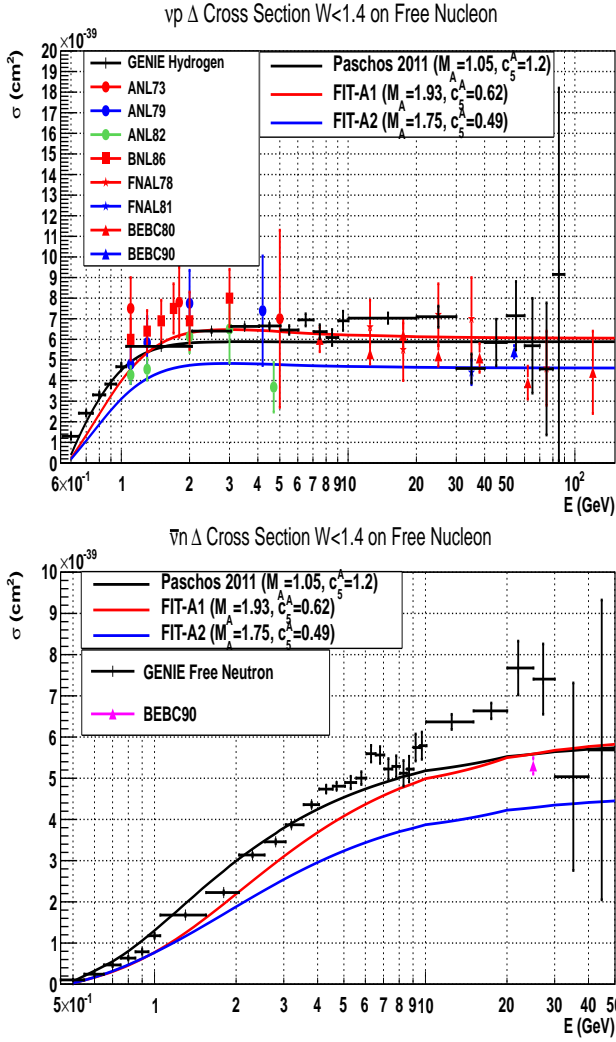 νp Δ Cross Section W<1.4 on Free Nucleon
×10⁻³⁹
σ (cm²)
20
19
18
17
16
15
14
13
12
11
10
9
8
7
6
5
4
3
2
1
0
GENIE Hydrogen
ANL73
ANL79
ANL82
BNL86
FNAL78
FNAL81
BEBC80
BEBC90
Paschos 2011 (M_A=1.05, c₅^A=1.2)
FIT-A1 (M_A=1.93, c₅^A=0.62)
FIT-A2 (M_A=1.75, c₅^A=0.49)
6×10⁻¹ 1 2 3 4 5 6 7 8 9 10 20 30 40 50 10²
E (GeV)
ν̅n Δ Cross Section W<1.4 on Free Nucleon
×10⁻³⁹
σ (cm²)
10
9
8
7
6
5
4
3
2
1
0
Paschos 2011 (M_A=1.05, c₅^A=1.2)
FIT-A1 (M_A=1.93, c₅^A=0.62)
FIT-A2 (M_A=1.75, c₅^A=0.49)
GENIE Free Neutron
BEBC90
5×10⁻¹ 1 2 3 4 5 6 7 8 9 10 20 30 40
E (GeV)